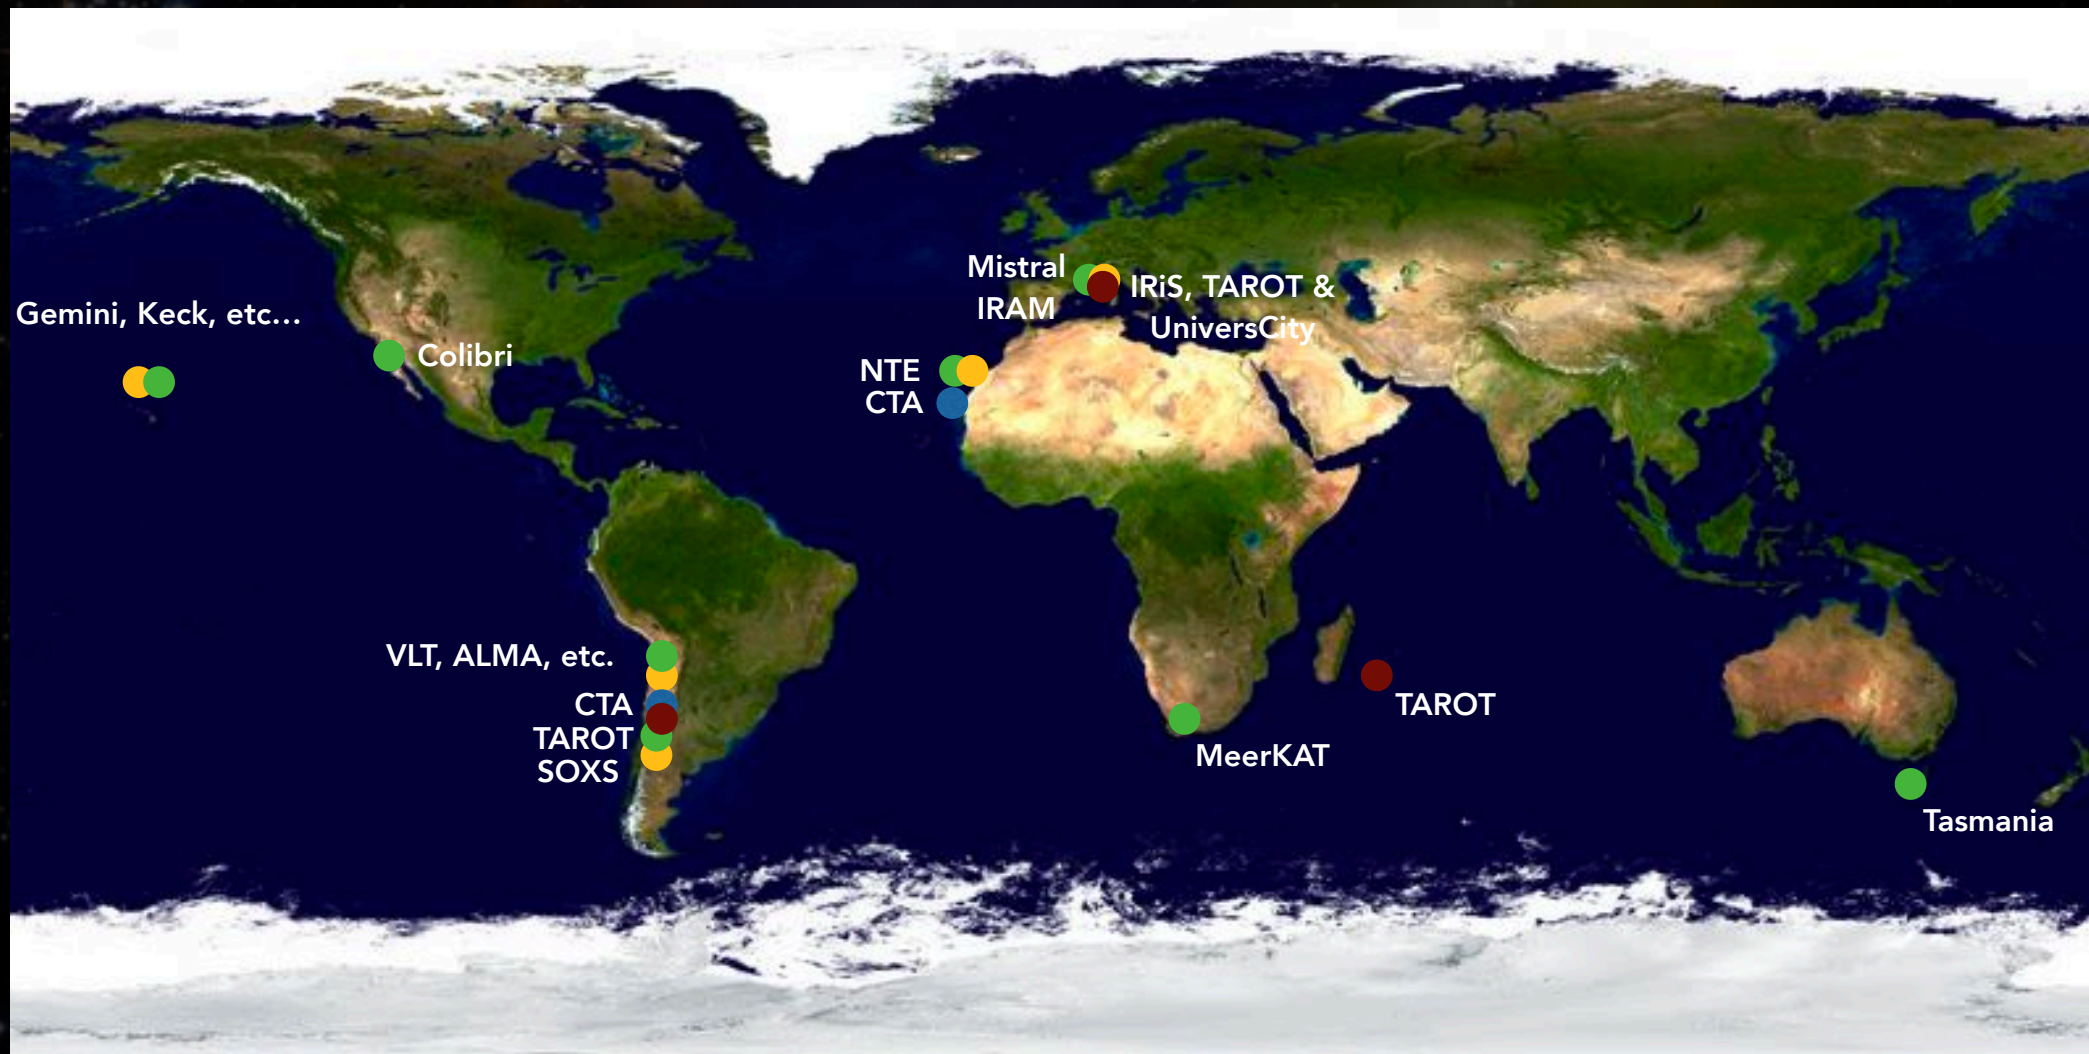 Mistral
IRAM
IRiS, TAROT &
UniversCity
Gemini, Keck, etc...
Colibri
NTE
CTA
VLT, ALMA, etc.
CTA
TAROT
SOXS
TAROT
MeerKAT
Tasmania